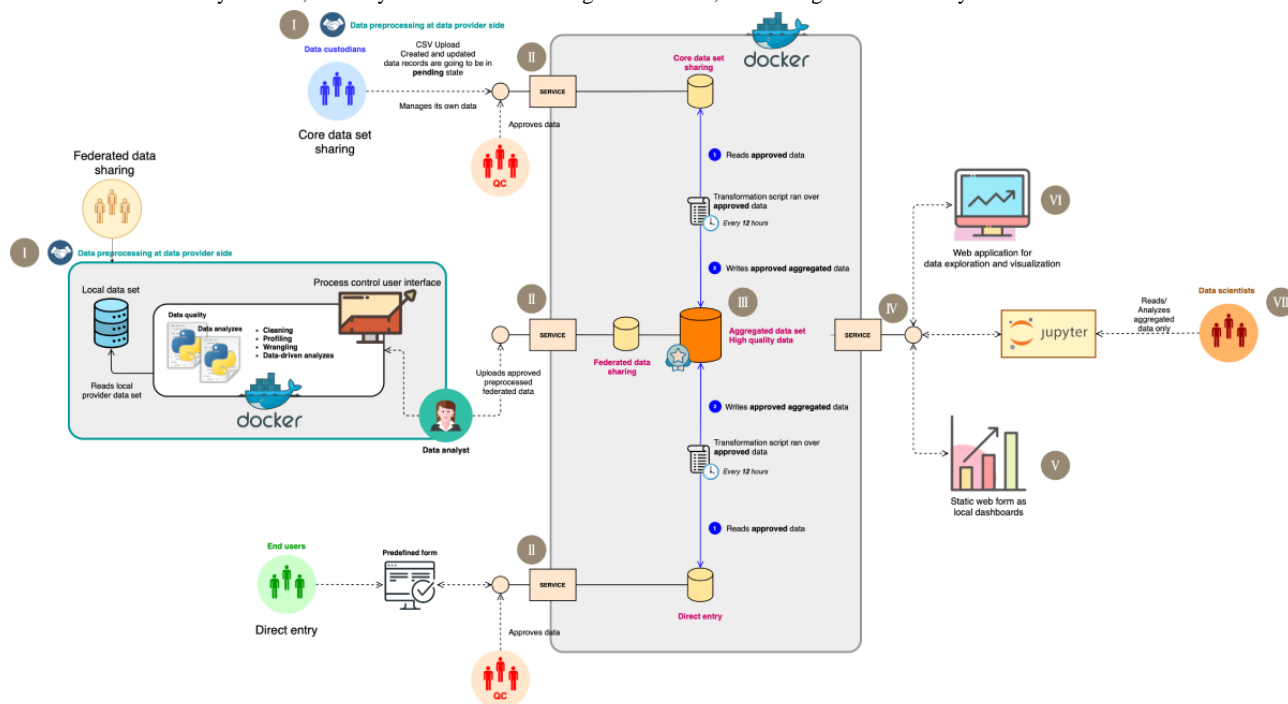 I
Data preprocessing at data provider side
Data custodians
CSV Upload
Created and updated
data records are going to be in
pending state
Manages its own data
Core data set
sharing
II
SERVICE
Approves data
QC
Core data set
sharing
docker
1 Reads approved data
Transformation script ran over
approved data
Every 12 hours
2 Writes approved aggregated data
Federated data
sharing
I
Data preprocessing at data provider side
Local data set
Process control user interface
Data quality
Data analyzes
• Cleaning
• Profiling
• Wrangling
• Data-driven analyzes
Reads local
provider data set
docker
Data analyst
Uploads approved
preprocessed
federated data
II
SERVICE
Federated data
sharing
III
Aggregated data set
High quality data
2 Writes approved aggregated data
Transformation script ran over
approved data
Every 12 hours
1 Reads approved data
End users
Direct entry
Predefined form
II
SERVICE
Approves data
QC
Direct entry
SERVICE
IV
VI
Web application for
data exploration and visualization
jupyter
Reads/
Analyzes
aggregated
data only
Data scientists
VII
V
Static web form as
local dashboards